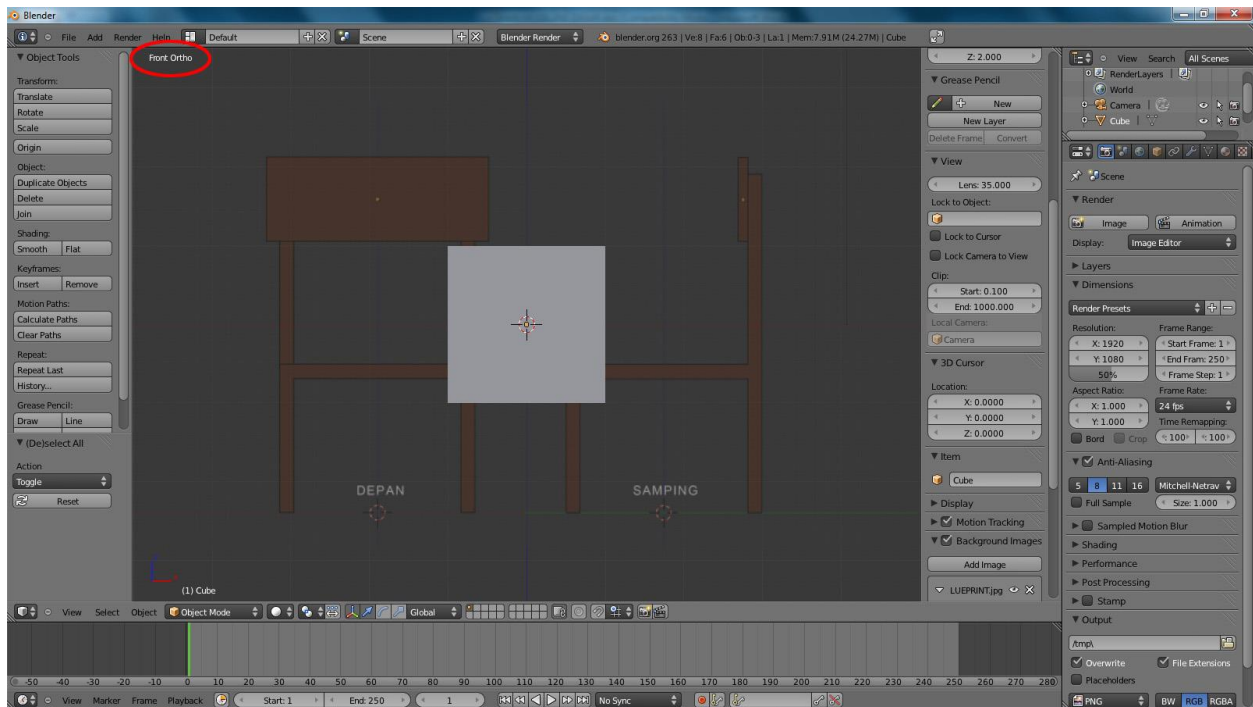 Blender
File Add Render Help Default Scene Blender Render blender.org 263 | Ve:8 | Fa:6 | Ob:0-3 | La:1 | Mem:7.91M (24.27M) | Cube
Object Tools
Transform:
Translate
Rotate
Scale
Origin
Object:
Duplicate Objects
Delete
Join
Shading:
Smooth Flat
Keyframes:
Insert Remove
Motion Paths:
Calculate Paths
Clear Paths
Repeat:
Repeat Last
History...
Grease Pencil:
Draw Line
(De)select All
Action
Toggle
Reset
Front Ortho
DEPAN
SAMPING
(1) Cube
Z: 2.000
Grease Pencil
New
New Layer
Delete Frame Convert
View
Lens: 35.000
Lock to Object:
Lock to Cursor
Lock Camera to View
Clip:
Start: 0.100
End: 1000.000
Local Camera:
Camera
3D Cursor
Location:
X: 0.0000
Y: 0.0000
Z: 0.0000
Item
Cube
Display
Motion Tracking
Background Images
Add Image
LUEPRINT.jpg
View Search All Scenes
RenderLayers |
World
Camera |
Cube |
Scene
Render
Image Animation
Display: Image Editor
Layers
Dimensions
Render Presets
Resolution: Frame Range:
X: 1920 Start Frame: 1
Y: 1080 End Fram: 250
50% Frame Step: 1
Aspect Ratio: Frame Rate:
X: 1.000 24 fps
Y: 1.000 Time Remapping:
Bord Crop : 100 : 100
Anti-Aliasing
5 8 11 16 Mitchell-Netrav
Full Sample Size: 1.000
Sampled Motion Blur
Shading
Performance
Post Processing
Stamp
Output
/tmp\
Overwrite File Extensions
Placeholders
PNG BW RGB RGBA
View Select Object Object Mode Global
-50 -40 -30 -20 -10 0 10 20 30 40 50 60 70 80 90 100 110 120 130 140 150 160 170 180 190 200 210 220 230 240 250 260 270 280
View Marker Frame Playback Start: 1 End: 250 1 No Sync